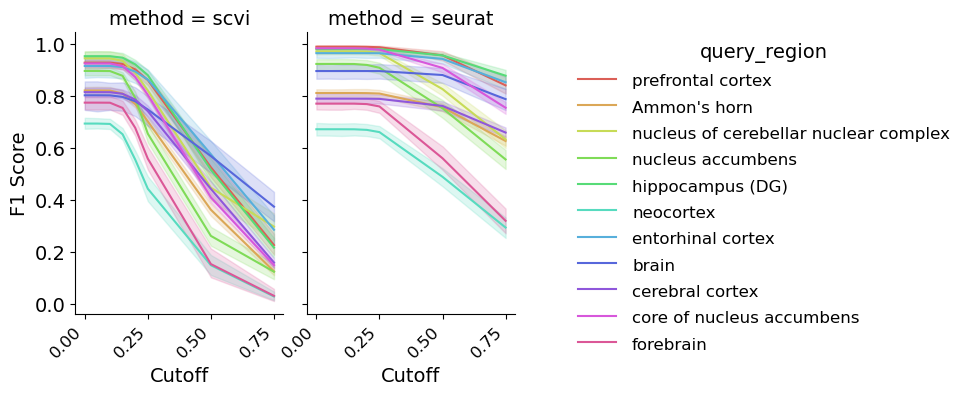 method = scvi
method = seurat
F1 Score
1.0
0.8
0.6
0.4
0.2
0.0
0.00
0.25
0.50
0.75
Cutoff
0.00
0.25
0.50
0.75
Cutoff
query_region
prefrontal cortex
Ammon's horn
nucleus of cerebellar nuclear complex
nucleus accumbens
hippocampus (DG)
neocortex
entorhinal cortex
brain
cerebral cortex
core of nucleus accumbens
forebrain